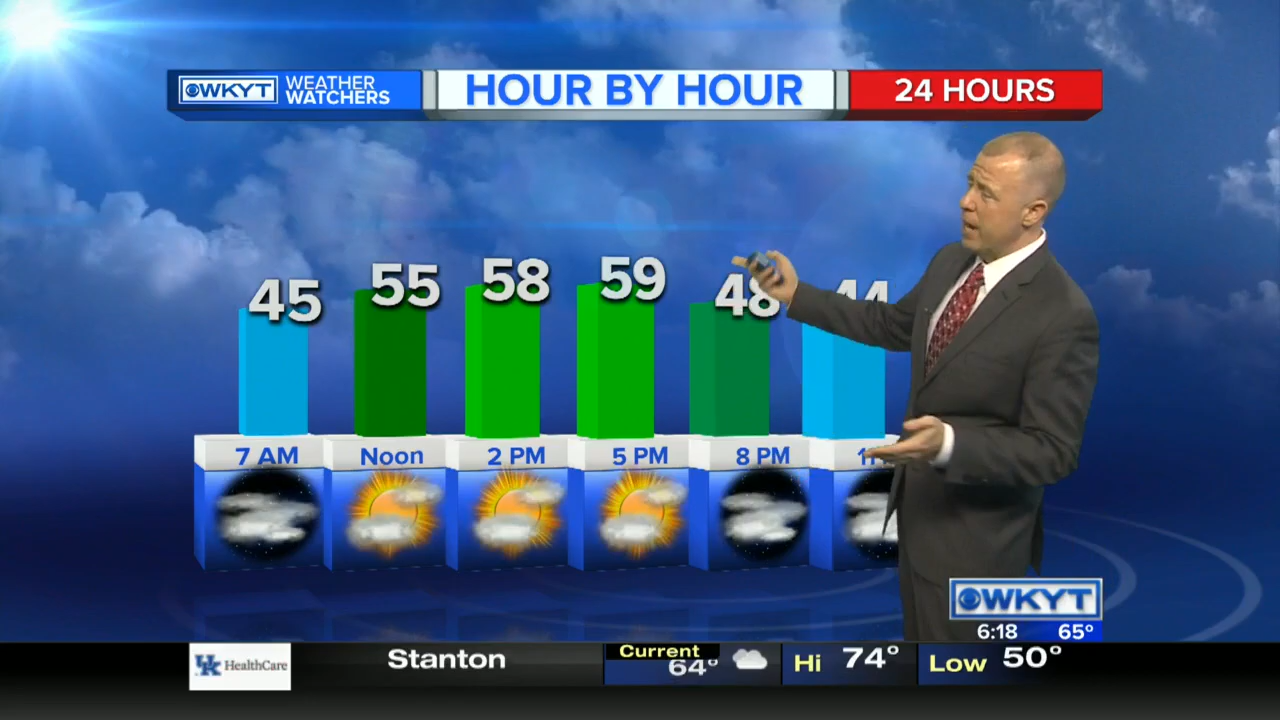 WKYT
WEATHER
WATCHERS
HOUR BY HOUR
24 HOURS
45
55
58
59
48
44
7 AM
Noon
2 PM
5 PM
8 PM
WKYT
6:18 65°
UK HealthCare
Stanton
Current
64°
Hi 74°
Low 50°